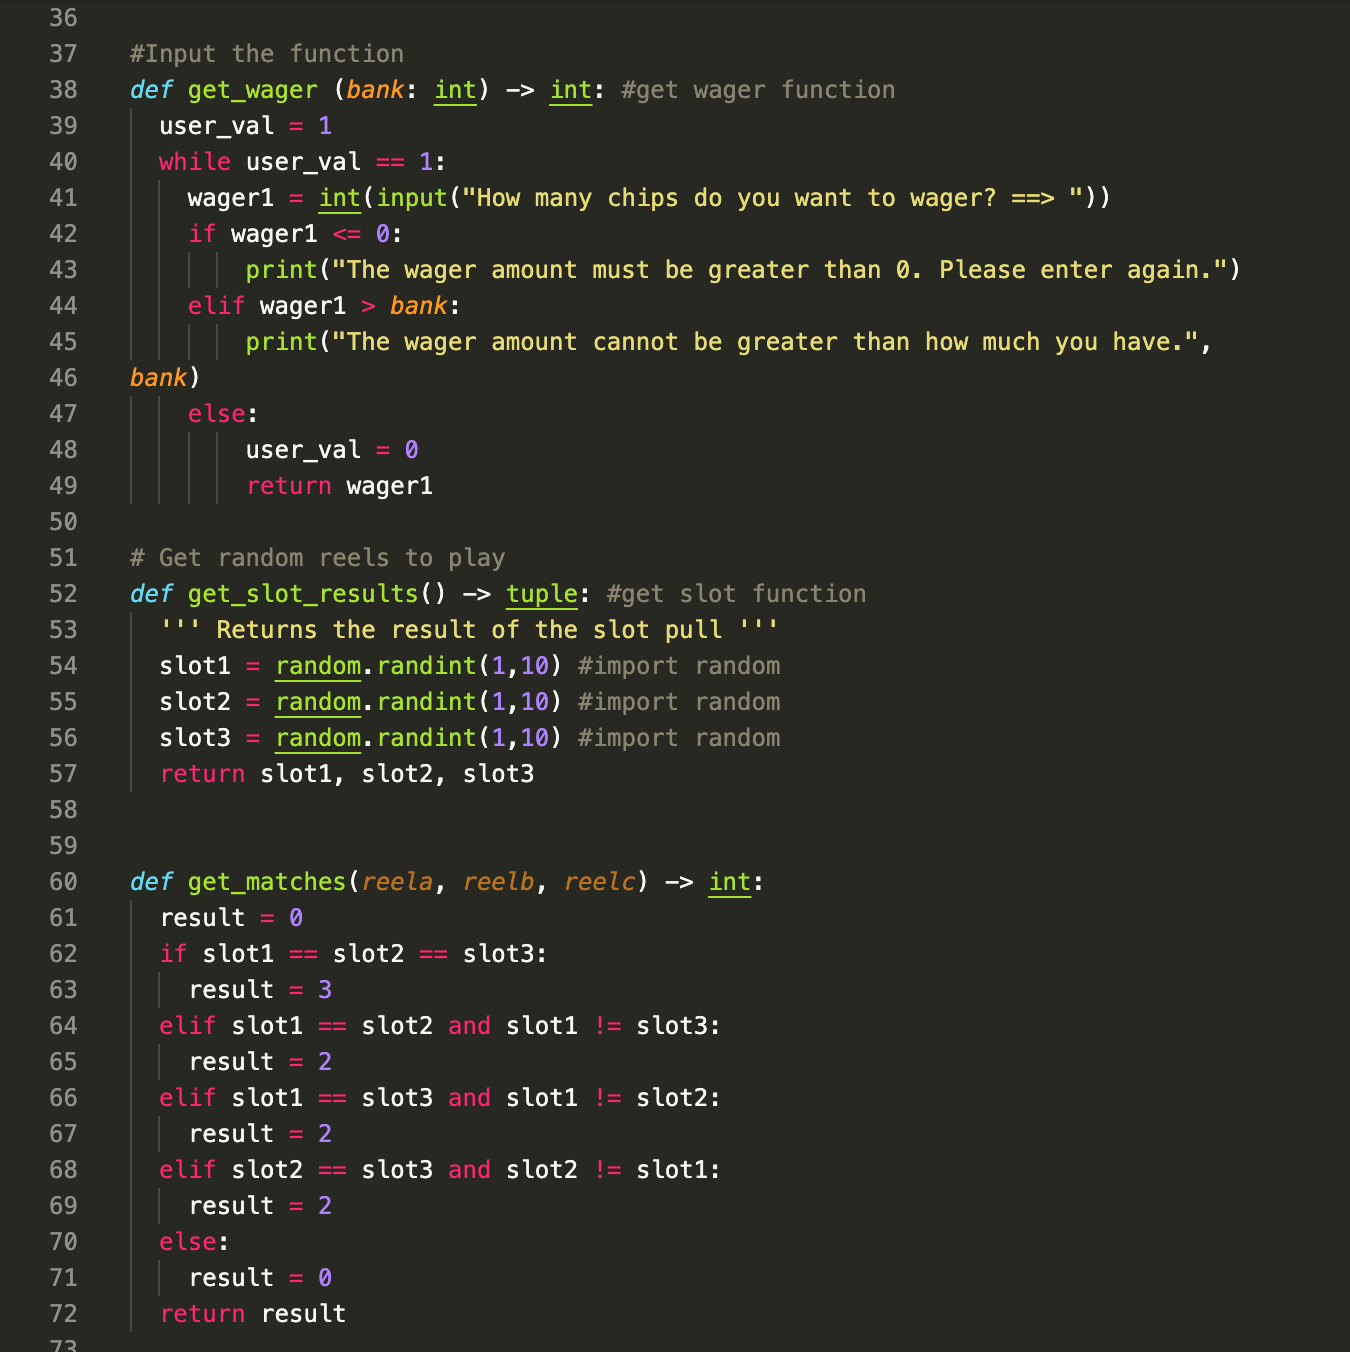 36
37 #Input the function
38 def get_wager (bank: int) -> int: #get wager function
39   user_val = 1
40   while user_val == 1:
41     wager1 = int(input("How many chips do you want to wager? ==> "))
42     if wager1 <= 0:
43         print("The wager amount must be greater than 0. Please enter again.")
44     elif wager1 > bank:
45         print("The wager amount cannot be greater than how much you have.",
46 bank)
47     else:
48         user_val = 0
49         return wager1
50
51 # Get random reels to play
52 def get_slot_results() -> tuple: #get slot function
53   ''' Returns the result of the slot pull '''
54   slot1 = random.randint(1,10) #import random
55   slot2 = random.randint(1,10) #import random
56   slot3 = random.randint(1,10) #import random
57   return slot1, slot2, slot3
58
59
60 def get_matches(reela, reelb, reelc) -> int:
61   result = 0
62   if slot1 == slot2 == slot3:
63     result = 3
64   elif slot1 == slot2 and slot1 != slot3:
65     result = 2
66   elif slot1 == slot3 and slot1 != slot2:
67     result = 2
68   elif slot2 == slot3 and slot2 != slot1:
69     result = 2
70   else:
71     result = 0
72   return result
73